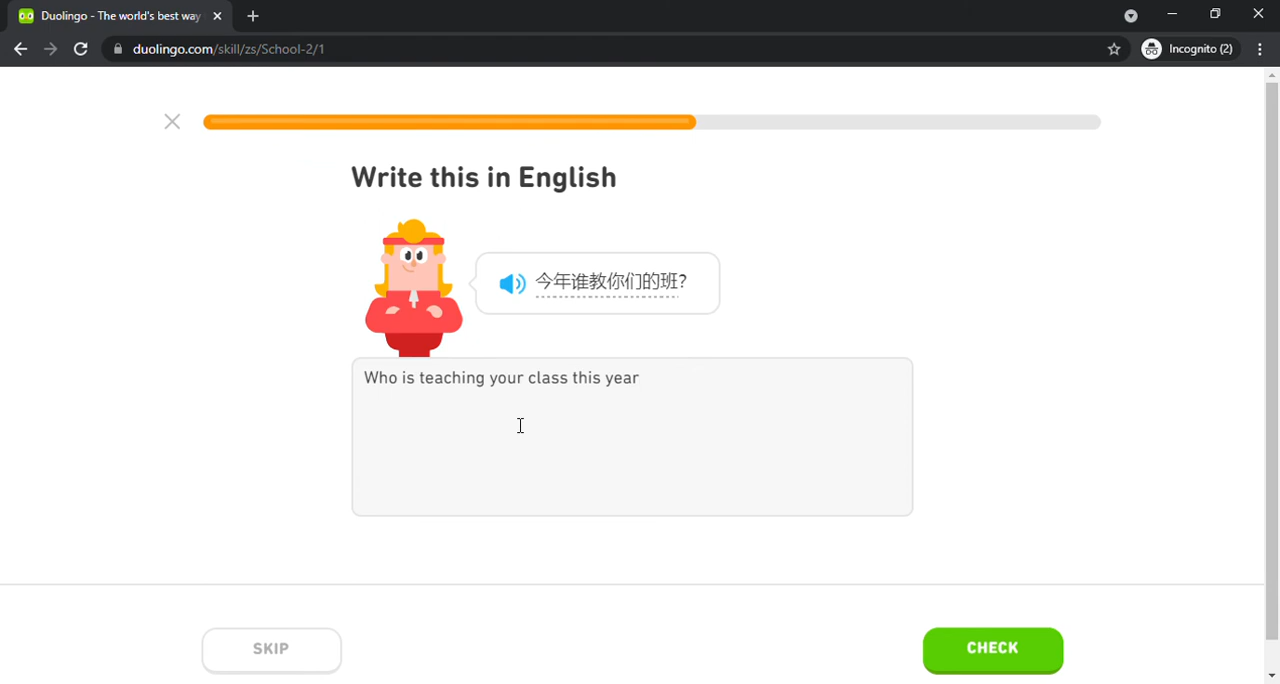 Duolingo - The world's best way
duolingo.com/skill/zs/School-2/1
Incognito (2)
Write this in English
今年谁教你们的班?
Who is teaching your class this year
SKIP
CHECK